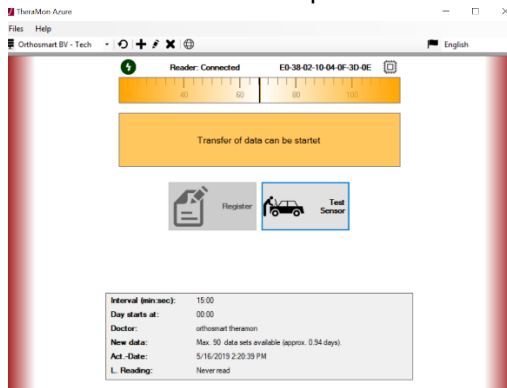 TheraMon Azure
Files Help
Orthosmart BV - Tech English
Reader: Connected E0-38-02-10-04-0F-3D-0E
40 60 80 100
Transfer of data can be startet
Register Test Sensor
Interval (min:sec): 15:00
Day starts at: 00:00
Doctor: orthosmart theramon
New data: Max. 90 data sets available (approx. 0.94 days).
Act.-Date: 5/16/2019 2:20:39 PM
L. Reading: Never read